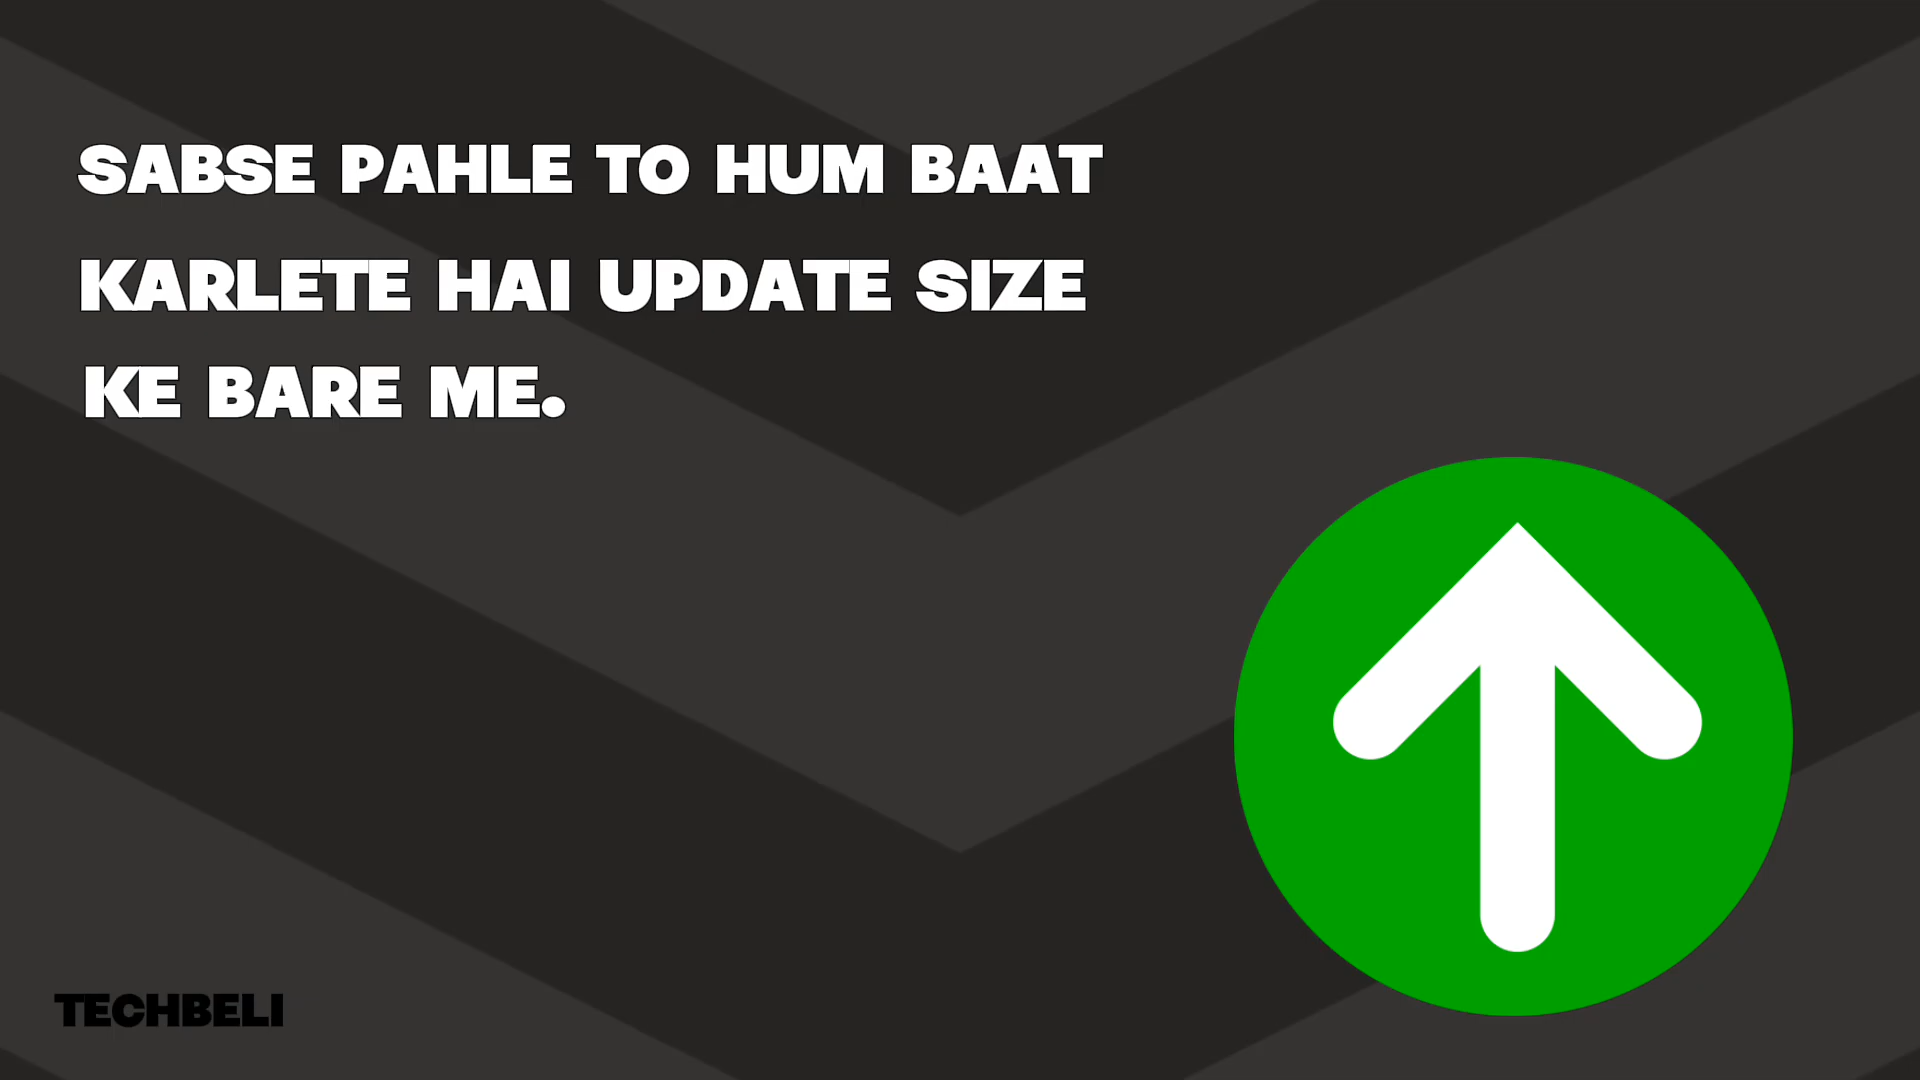 SABSE PAHLE TO HUM BAAT
KARLETE HAI UPDATE SIZE
KE BARE ME.
TECHBELI